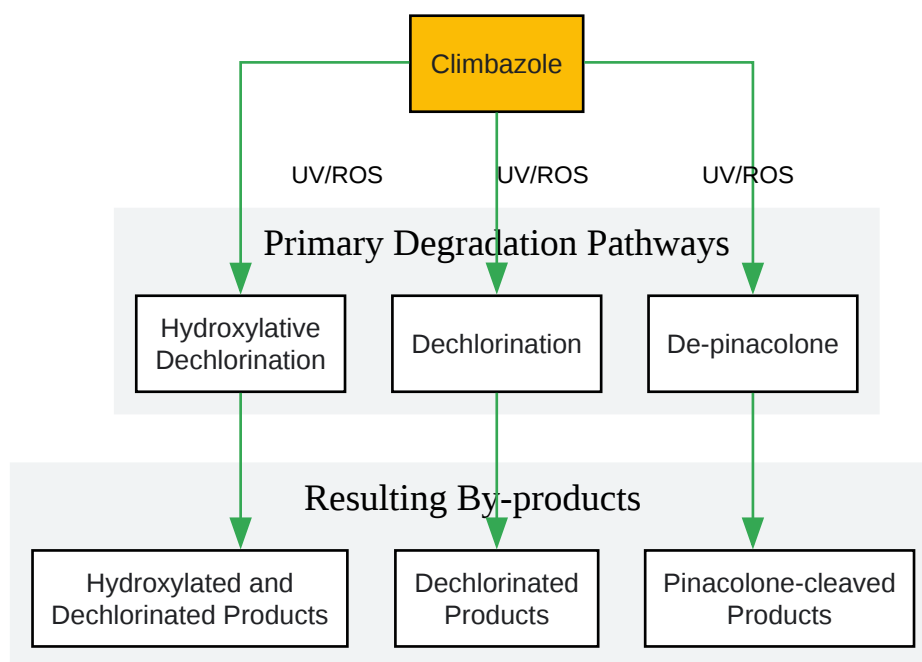 Climbazole
UV/ROS
UV/ROS
UV/ROS
Primary Degradation Pathways
Hydroxylative
Dechlorination
Dechlorination
De-pinacolone
Resulting By-products
Hydroxylated and
Dechlorinated Products
Dechlorinated
Products
Pinacolone-cleaved
Products